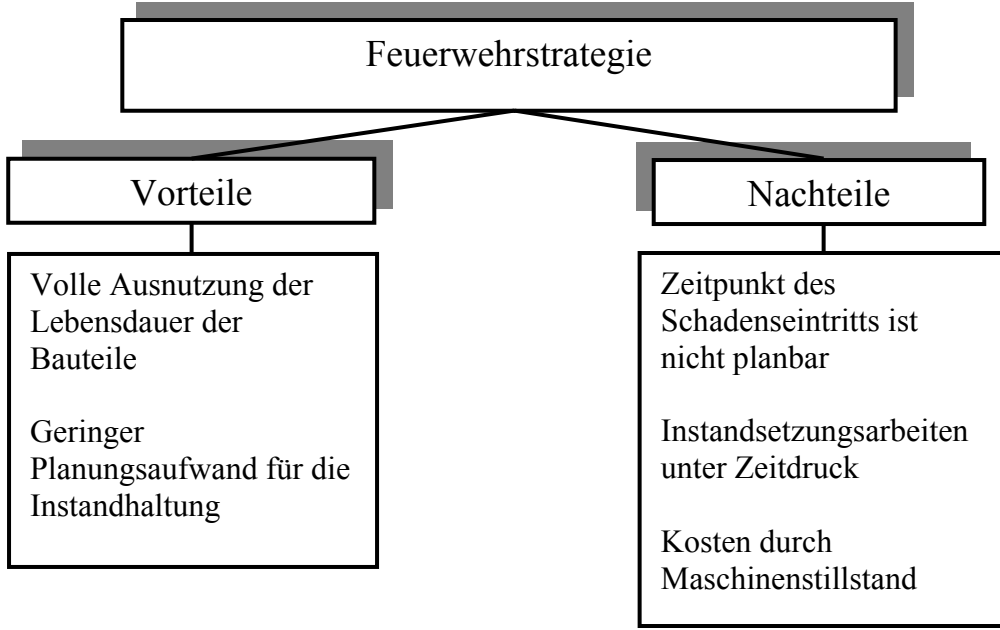 Feuerwehrstrategie
Vorteile
Volle Ausnutzung der
Lebensdauer der
Bauteile
Geringer
Planungsaufwand für die
Instandhaltung
Nachteile
Zeitpunkt des
Schadenseintritts ist
nicht planbar
Instandsetzungsarbeiten
unter Zeitdruck
Kosten durch
Maschinenstillstand